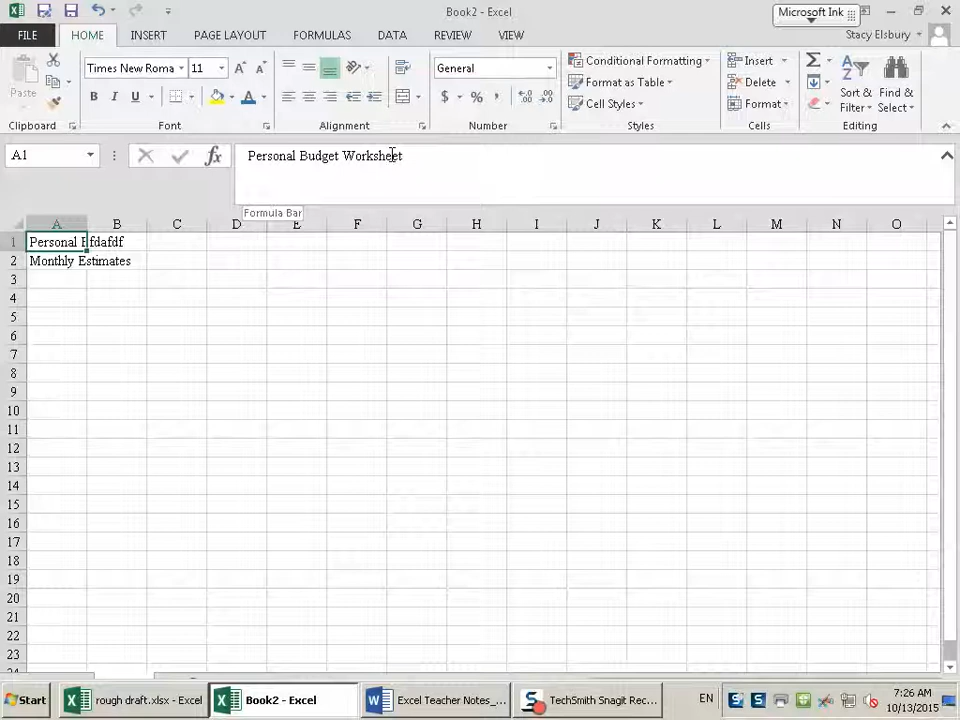 Book2 - Excel
Microsoft Ink
FILE HOME INSERT PAGE LAYOUT FORMULAS DATA REVIEW VIEW
Stacy Elsbury
Times New Roma 11 General
Conditional Formatting
Insert Σ
Paste
Format as Table
Delete
Sort & Find &
B I U A $ % ,
Cell Styles
Format
Filter Select
Clipboard Font Alignment Number Styles Cells Editing
A1 fx Personal Budget Worksheet
Formula Bar
A B C D E F G H I J K L M N O
1 Personal B fdafdf
2 Monthly Estimates
3
4
5
6
7
8
9
10
11
12
13
14
15
16
17
18
19
20
21
22
23
24
Start rough draft.xlsx - Excel Book2 - Excel Excel Teacher Notes_... TechSmith Snagit Rec... EN 7:26 AM
10/13/2015